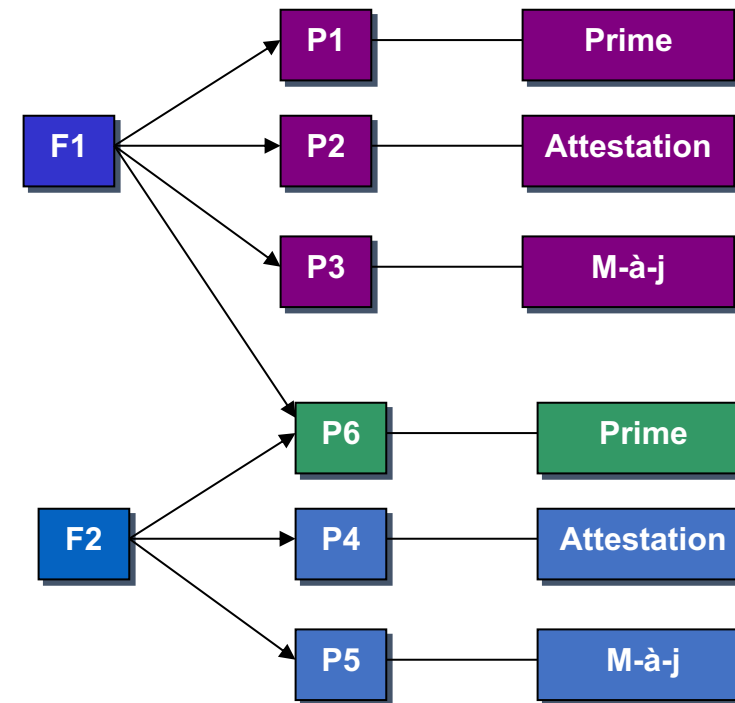 P1
Prime
F1
P2
Attestation
P3
M-à-j
P6
Prime
F2
P4
Attestation
P5
M-à-j